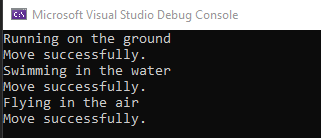 Microsoft Visual Studio Debug Console
Running on the ground
Move successfully.
Swimming in the water
Move successfully.
Flying in the air
Move successfully.